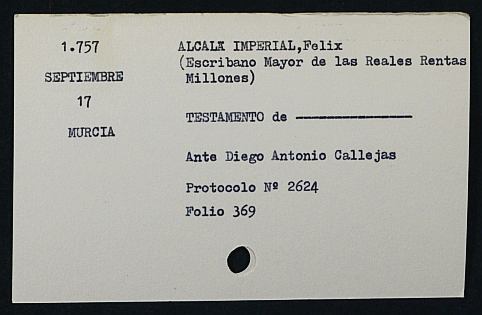 1.757
SEPTIEMBRE
17
MURCIA
ALCALÁ IMPERIAL,Felix
(Escribano Mayor de las Reales Rentas
Millones)
TESTAMENTO de ----------------
Ante Diego Antonio Callejas
Protocolo Nº 2624
Folio 369